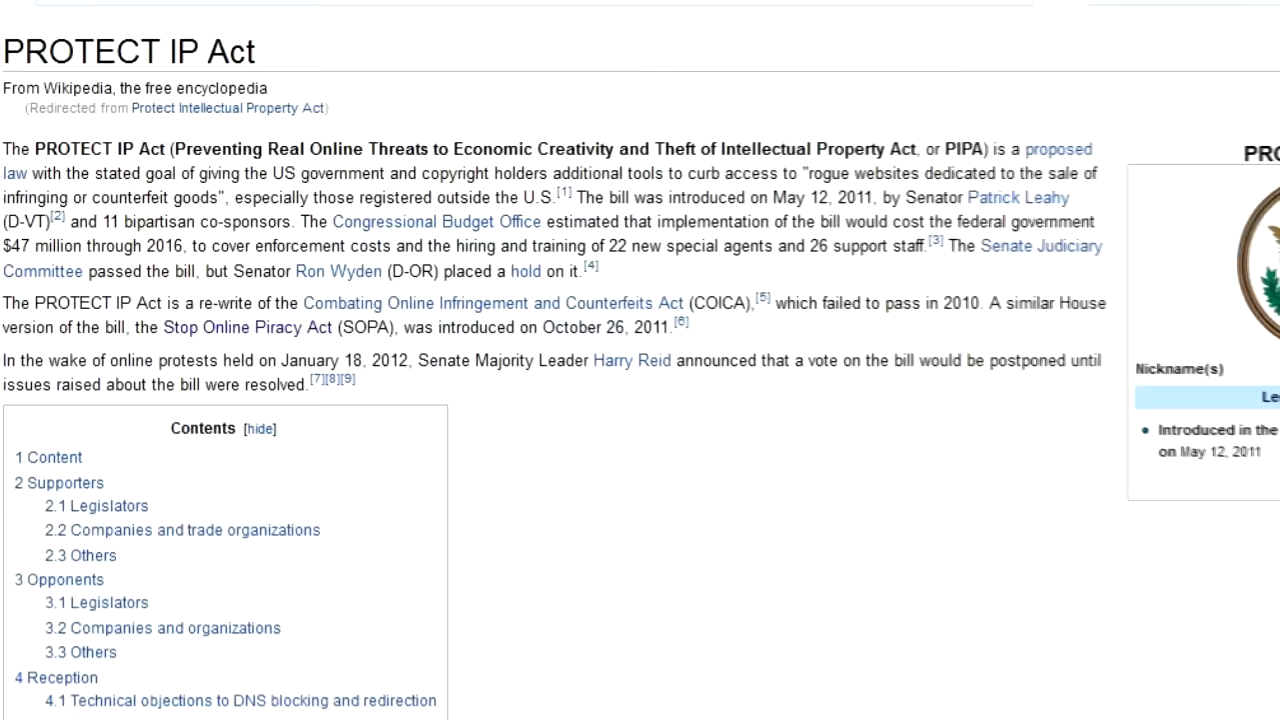 PROTECT IP Act
From Wikipedia, the free encyclopedia
(Redirected from Protect Intellectual Property Act)
The PROTECT IP Act (Preventing Real Online Threats to Economic Creativity and Theft of Intellectual Property Act, or PIPA) is a proposed
law with the stated goal of giving the US government and copyright holders additional tools to curb access to "rogue websites dedicated to the sale of
infringing or counterfeit goods", especially those registered outside the U.S.[1] The bill was introduced on May 12, 2011, by Senator Patrick Leahy
(D-VT)[2] and 11 bipartisan co-sponsors. The Congressional Budget Office estimated that implementation of the bill would cost the federal government
$47 million through 2016, to cover enforcement costs and the hiring and training of 22 new special agents and 26 support staff.[3] The Senate Judiciary
Committee passed the bill, but Senator Ron Wyden (D-OR) placed a hold on it.[4]
The PROTECT IP Act is a re-write of the Combating Online Infringement and Counterfeits Act (COICA),[5] which failed to pass in 2010. A similar House
version of the bill, the Stop Online Piracy Act (SOPA), was introduced on October 26, 2011.[6]
In the wake of online protests held on January 18, 2012, Senate Majority Leader Harry Reid announced that a vote on the bill would be postponed until
issues raised about the bill were resolved.[7][8][9]
Contents [hide]
1 Content
2 Supporters
2.1 Legislators
2.2 Companies and trade organizations
2.3 Others
3 Opponents
3.1 Legislators
3.2 Companies and organizations
3.3 Others
4 Reception
4.1 Technical objections to DNS blocking and redirection
PRO
Nickname(s)
Le
• Introduced in the
on May 12, 2011